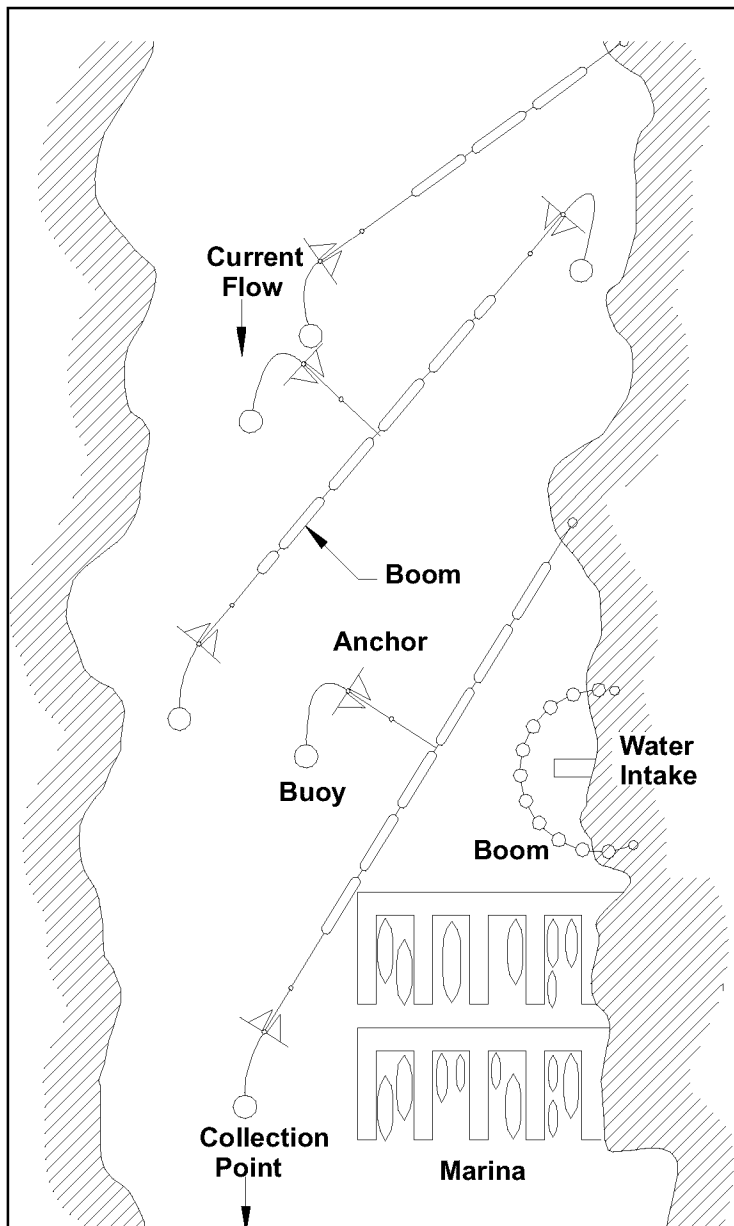 Current
Flow
Boom
Anchor
Water
Intake
Buoy
Boom
Collection
Point
Marina